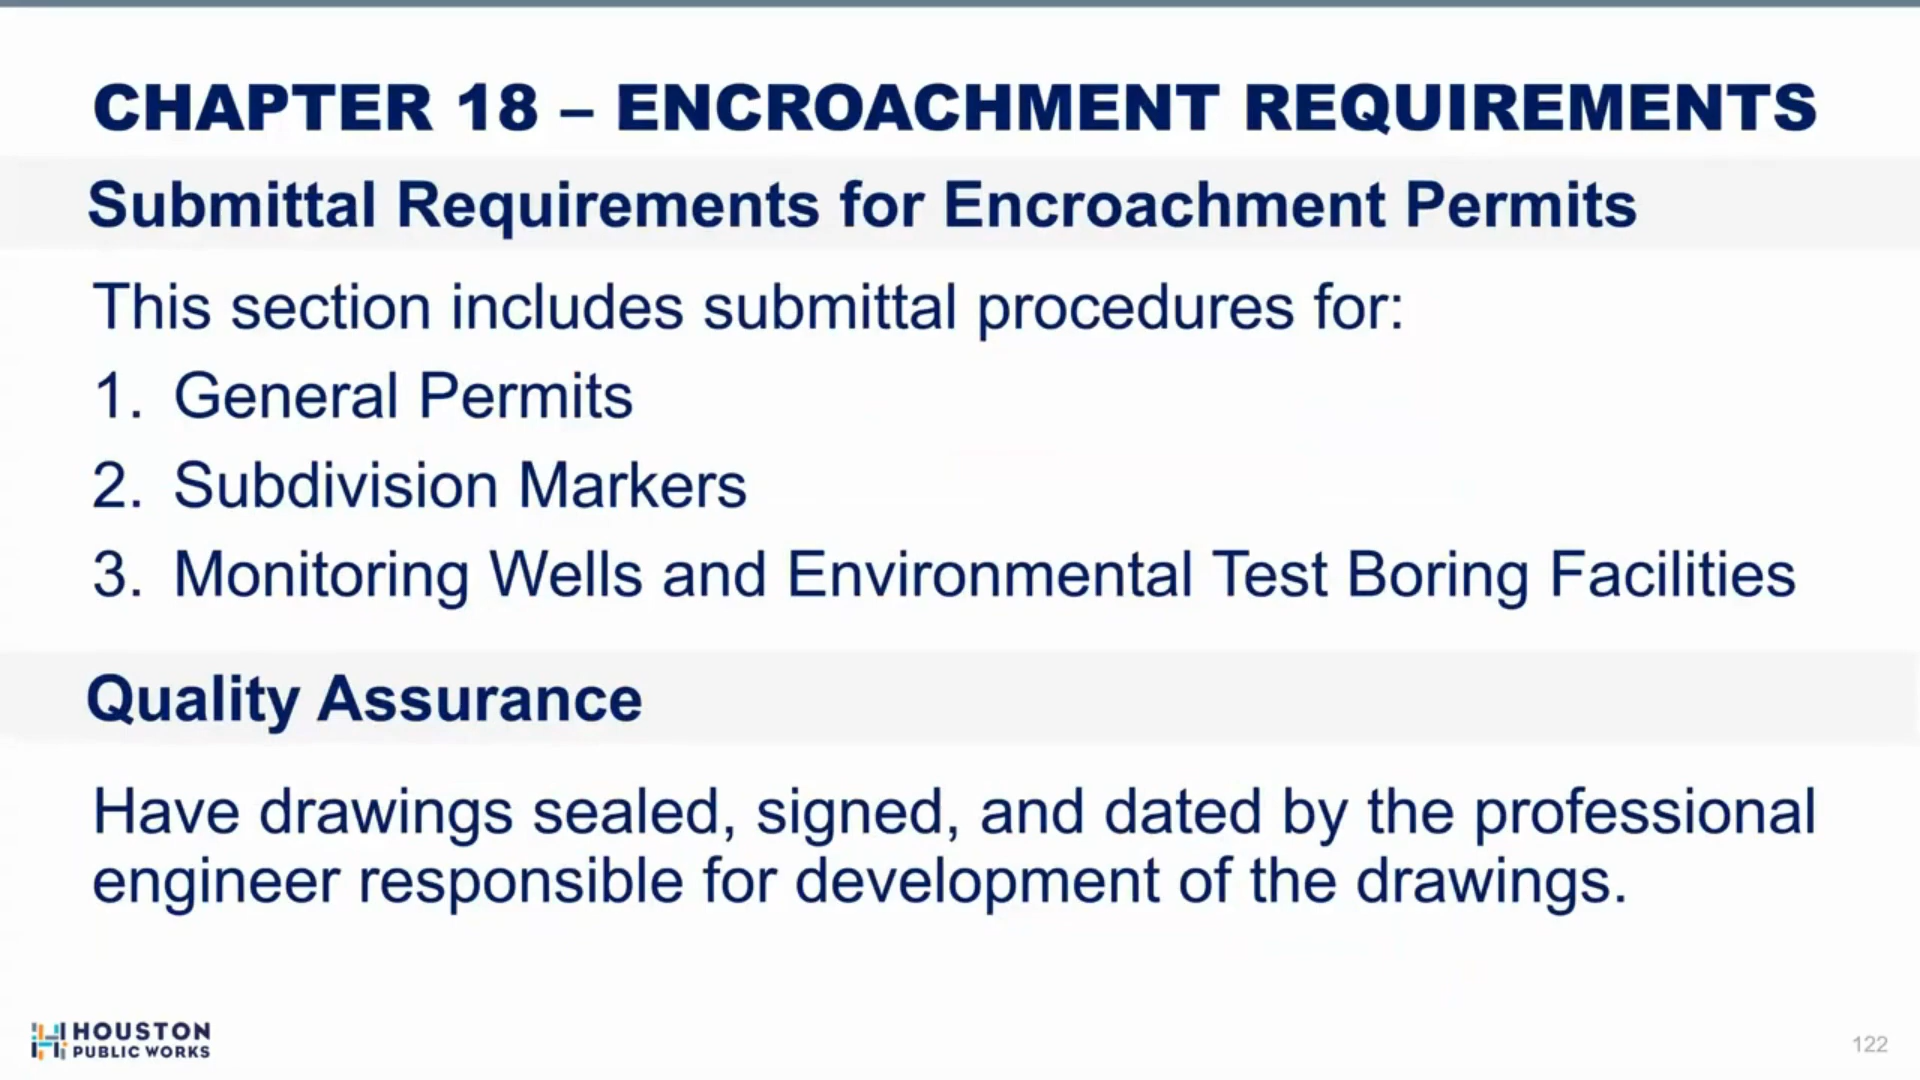 CHAPTER 18 – ENCROACHMENT REQUIREMENTS
Submittal Requirements for Encroachment Permits
This section includes submittal procedures for:
1. General Permits
2. Subdivision Markers
3. Monitoring Wells and Environmental Test Boring Facilities
Quality Assurance
Have drawings sealed, signed, and dated by the professional
engineer responsible for development of the drawings.
HOUSTON
PUBLIC WORKS
122